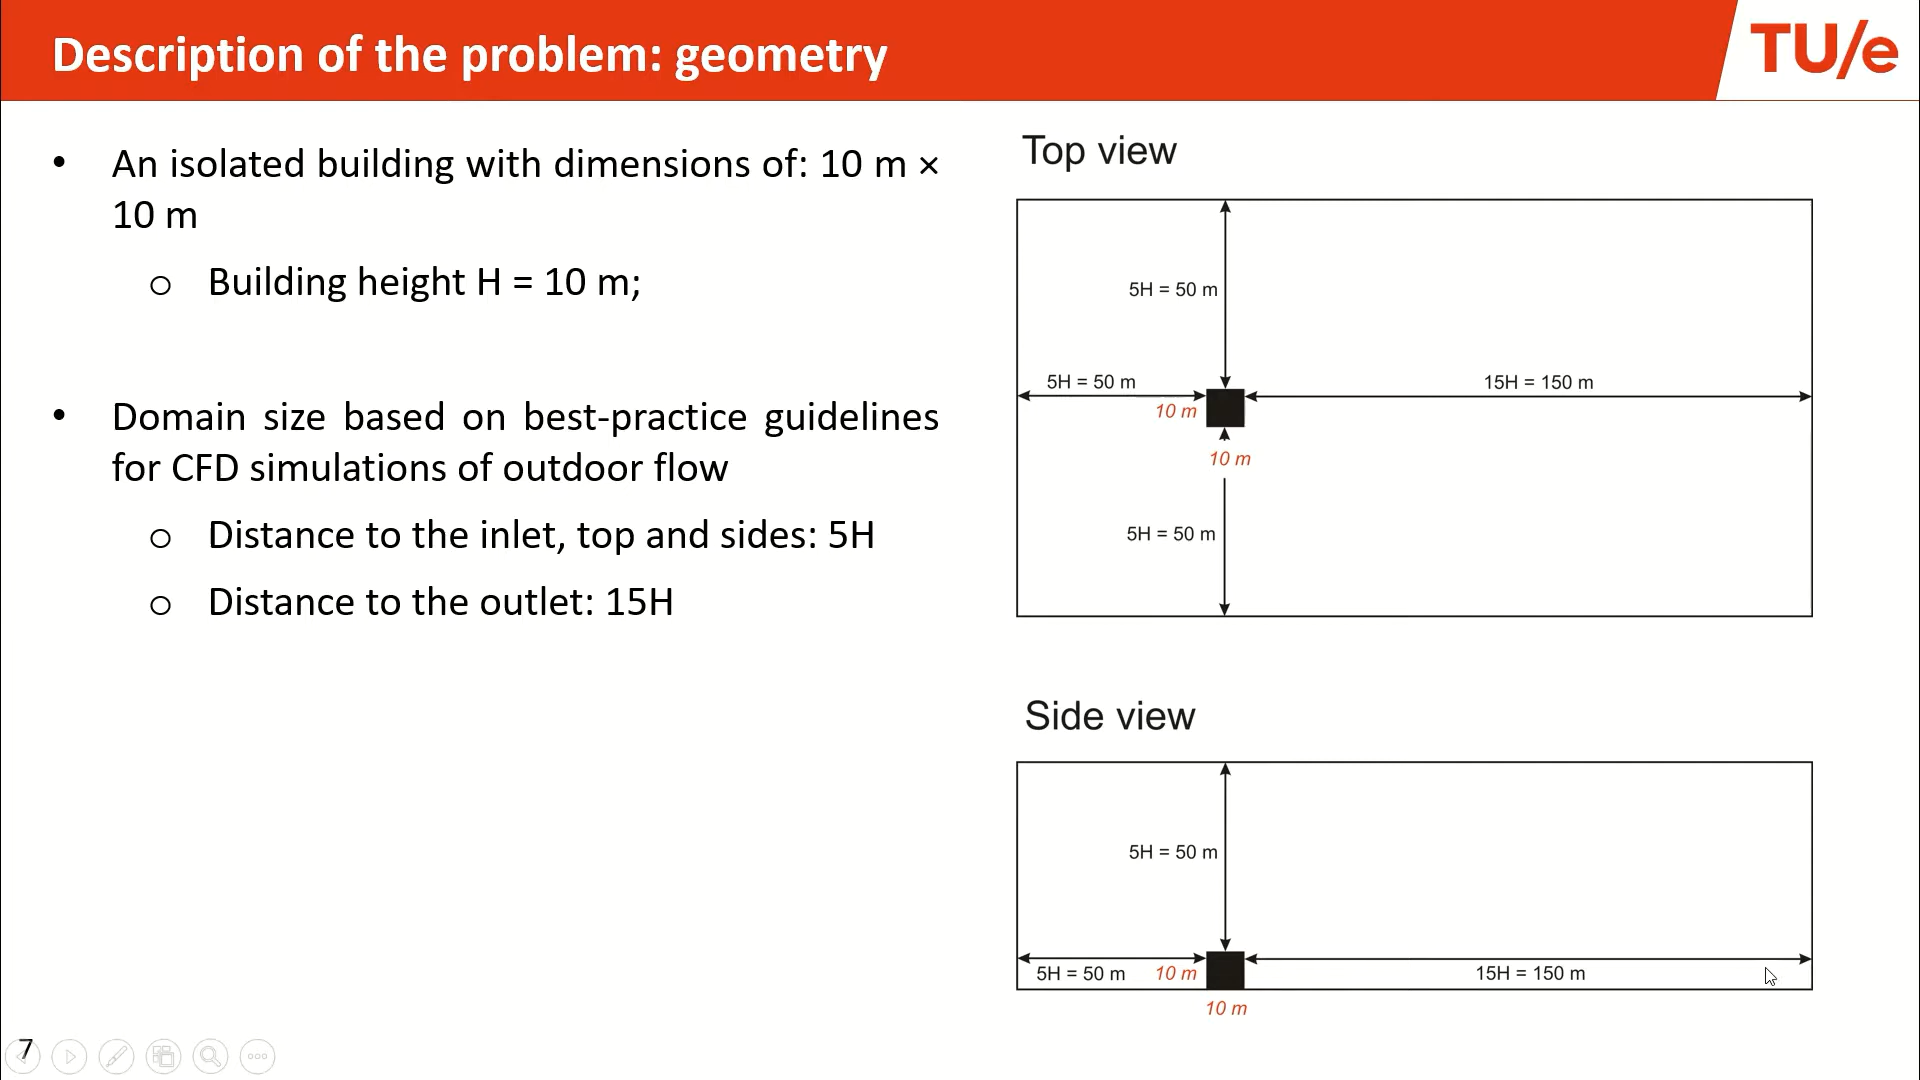 Description of the problem: geometry
TU/e
• An isolated building with dimensions of: 10 m ×
10 m
o Building height H = 10 m;
• Domain size based on best-practice guidelines
for CFD simulations of outdoor flow
o Distance to the inlet, top and sides: 5H
o Distance to the outlet: 15H
Top view
5H = 50 m
5H = 50 m
15H = 150 m
10 m
10 m
5H = 50 m
Side view
5H = 50 m
5H = 50 m
10 m
15H = 150 m
10 m
7